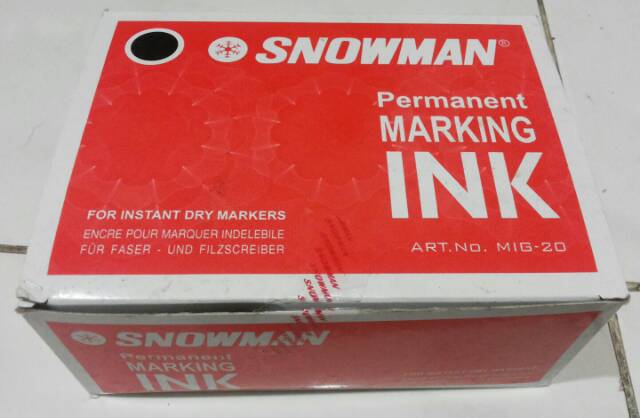 SNOWMAN®
Permanent
MARKING
INK
FOR INSTANT DRY MARKERS
ENCRE POUR MARQUER INDELEBILE
FÜR FASER - UND FILZSCREIBER
ART.No. MIG-20
SNOWMAN
SNOWMAN
Permanent
MARKING
INK